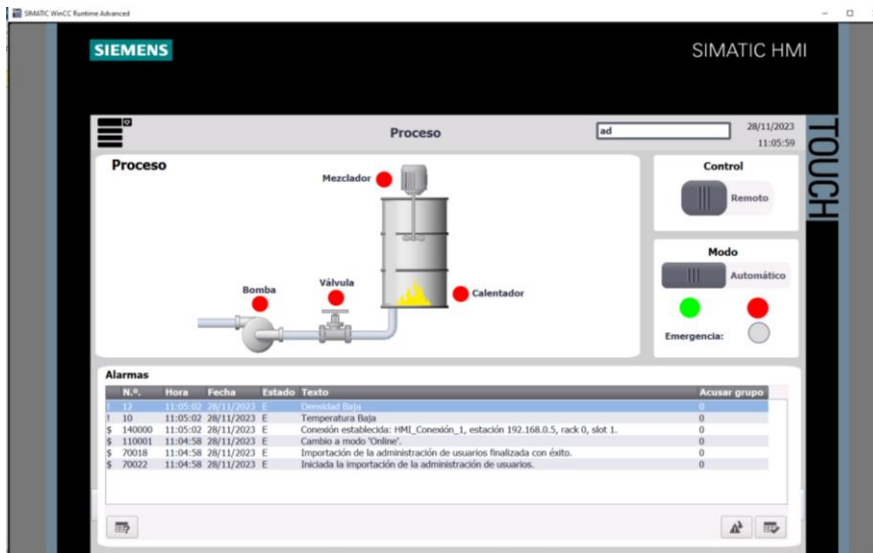 SIMATIC WinCC Runtime Advanced
SIEMENS
SIMATIC HMI
TOUCH
Proceso
ad
28/11/2023
11:05:59
Proceso
Mezclador
Bomba
Válvula
Calentador
Control
Remoto
Modo
Automático
Emergencia:
Alarmas
N.º. Hora Fecha Estado Texto Acusar grupo
! 12 11:05:02 28/11/2023 E Densidad Baja 0
! 10 11:05:02 28/11/2023 E Temperatura Baja 0
$ 140000 11:05:02 28/11/2023 E Conexión establecida: HMI_Conexión_1, estación 192.168.0.5, rack 0, slot 1. 0
$ 110001 11:04:58 28/11/2023 E Cambio a modo 'Online'. 0
$ 70018 11:04:58 28/11/2023 E Importación de la administración de usuarios finalizada con éxito. 0
$ 70022 11:04:58 28/11/2023 E Iniciada la importación de la administración de usuarios. 0